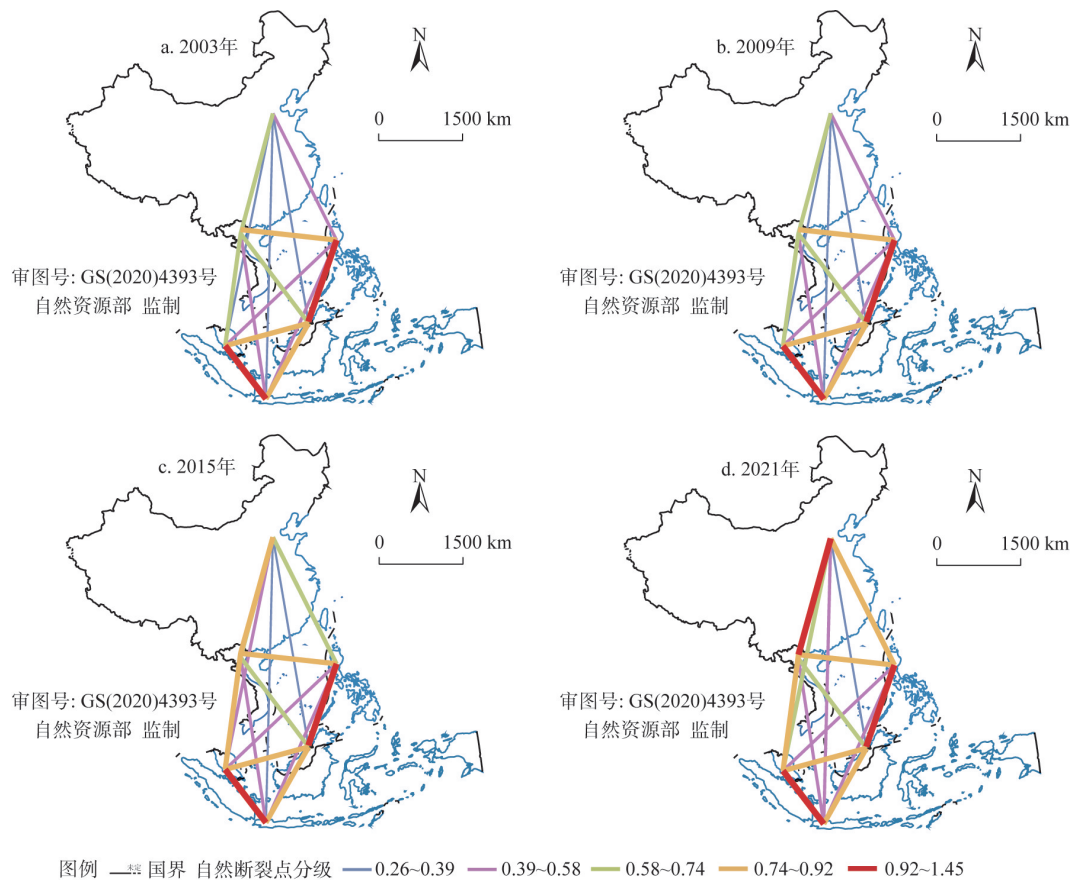 a. 2003年
N
0 1500 km
审图号: GS(2020)4393号
自然资源部 监制
b. 2009年
N
0 1500 km
审图号: GS(2020)4393号
自然资源部 监制
c. 2015年
N
0 1500 km
审图号: GS(2020)4393号
自然资源部 监制
d. 2021年
N
0 1500 km
审图号: GS(2020)4393号
自然资源部 监制
图例 未定 国界 自然断裂点分级 0.26~0.39 0.39~0.58 0.58~0.74 0.74~0.92 0.92~1.45